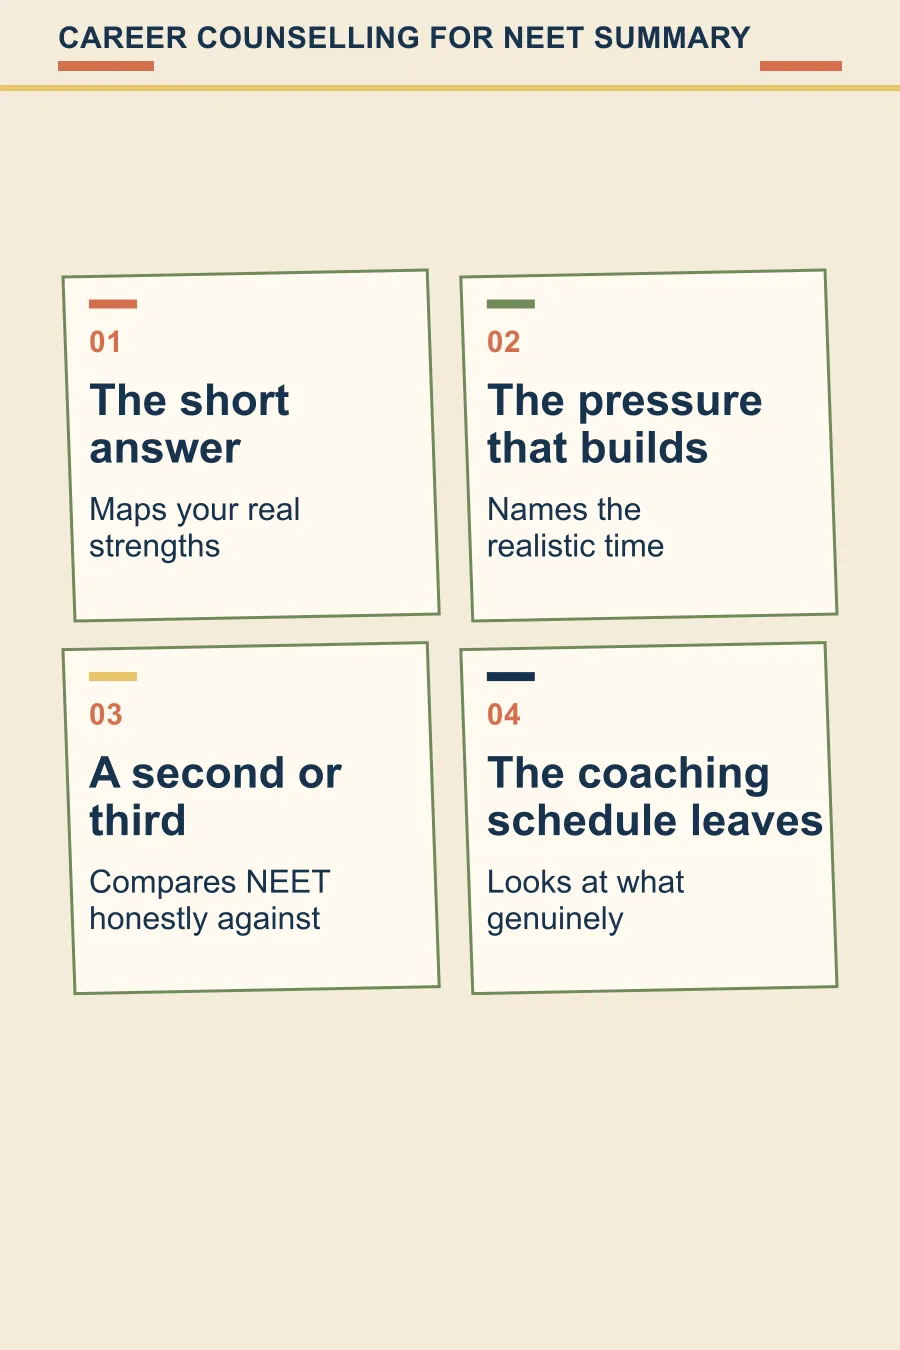 CAREER COUNSELLING FOR NEET SUMMARY
01
The short
answer
Maps your real
strengths
02
The pressure
that builds
Names the
realistic time
03
A second or
third
Compares NEET
honestly against
04
The coaching
schedule leaves
Looks at what
genuinely